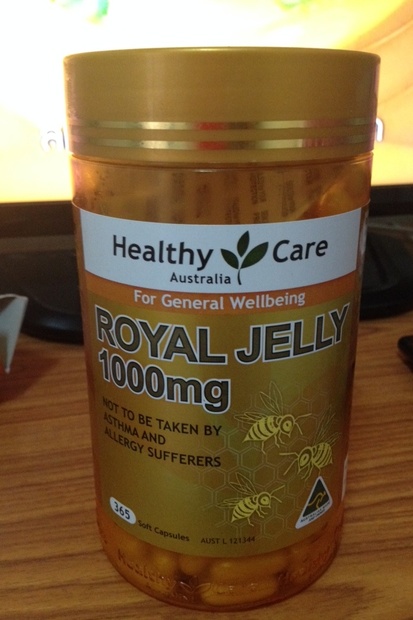 Healthy Care
Australia
For General Wellbeing
ROYAL JELLY
1000mg
NOT TO BE TAKEN BY
ASTHMA AND
ALLERGY SUFFERERS
365 Soft Capsules AUST L 121344